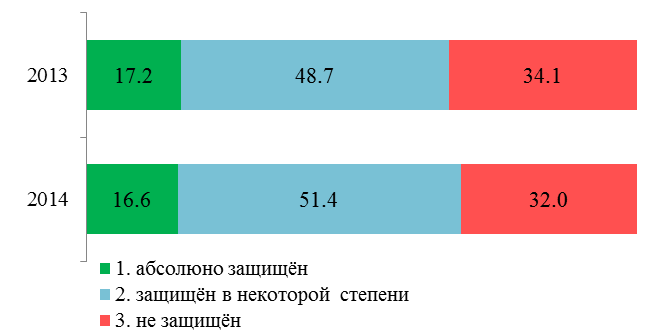 2013 17.2 48.7 34.1
2014 16.6 51.4 32.0
1. абсолюно защищён
2. защищён в некоторой степени
3. не защищён